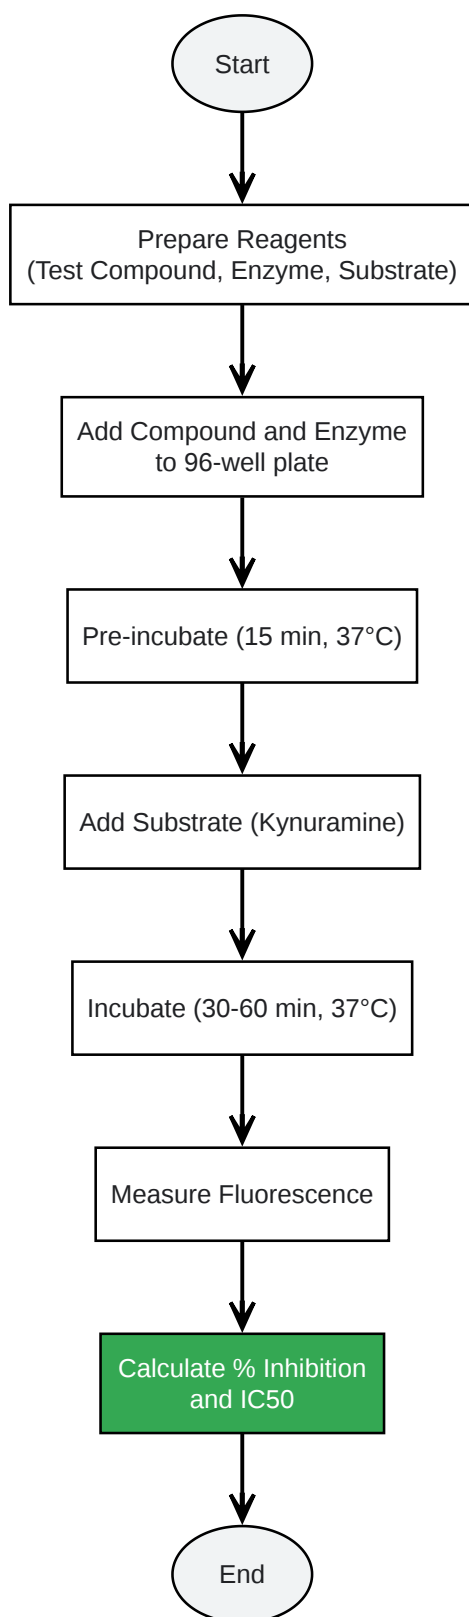 Start
Prepare Reagents
(Test Compound, Enzyme, Substrate)
Add Compound and Enzyme
to 96-well plate
Pre-incubate (15 min, 37°C)
Add Substrate (Kynuramine)
Incubate (30-60 min, 37°C)
Measure Fluorescence
Calculate % Inhibition
and IC50
End